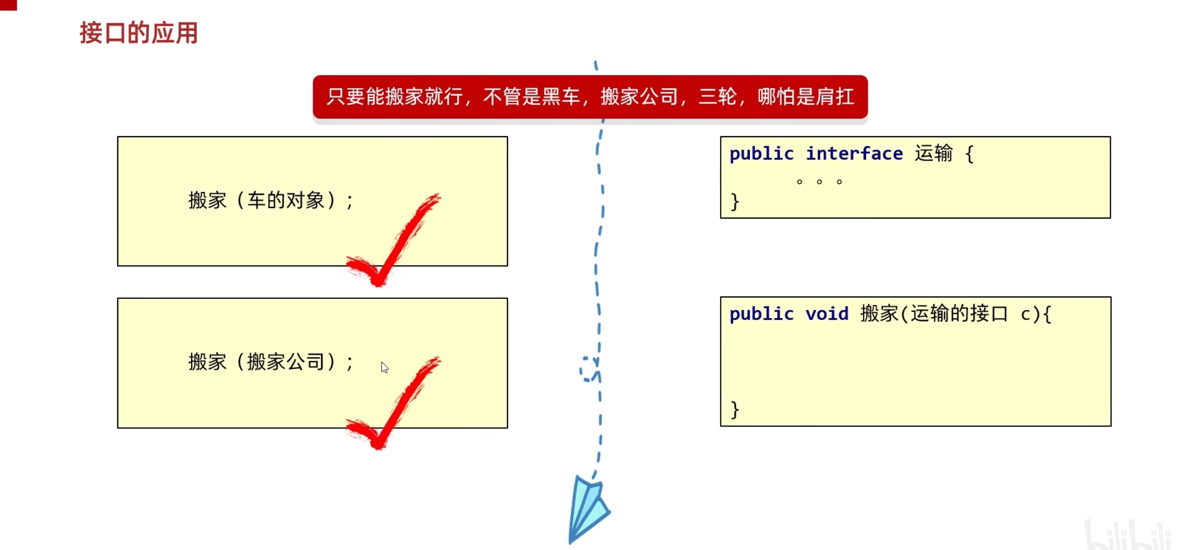 接口的应用
只要能搬家就行，不管是黑车，搬家公司，三轮，哪怕是肩扛
搬家（车的对象）；
搬家（搬家公司）；
public interface 运输 {
。。。
}
public void 搬家(运输的接口 c){
}
bilibili